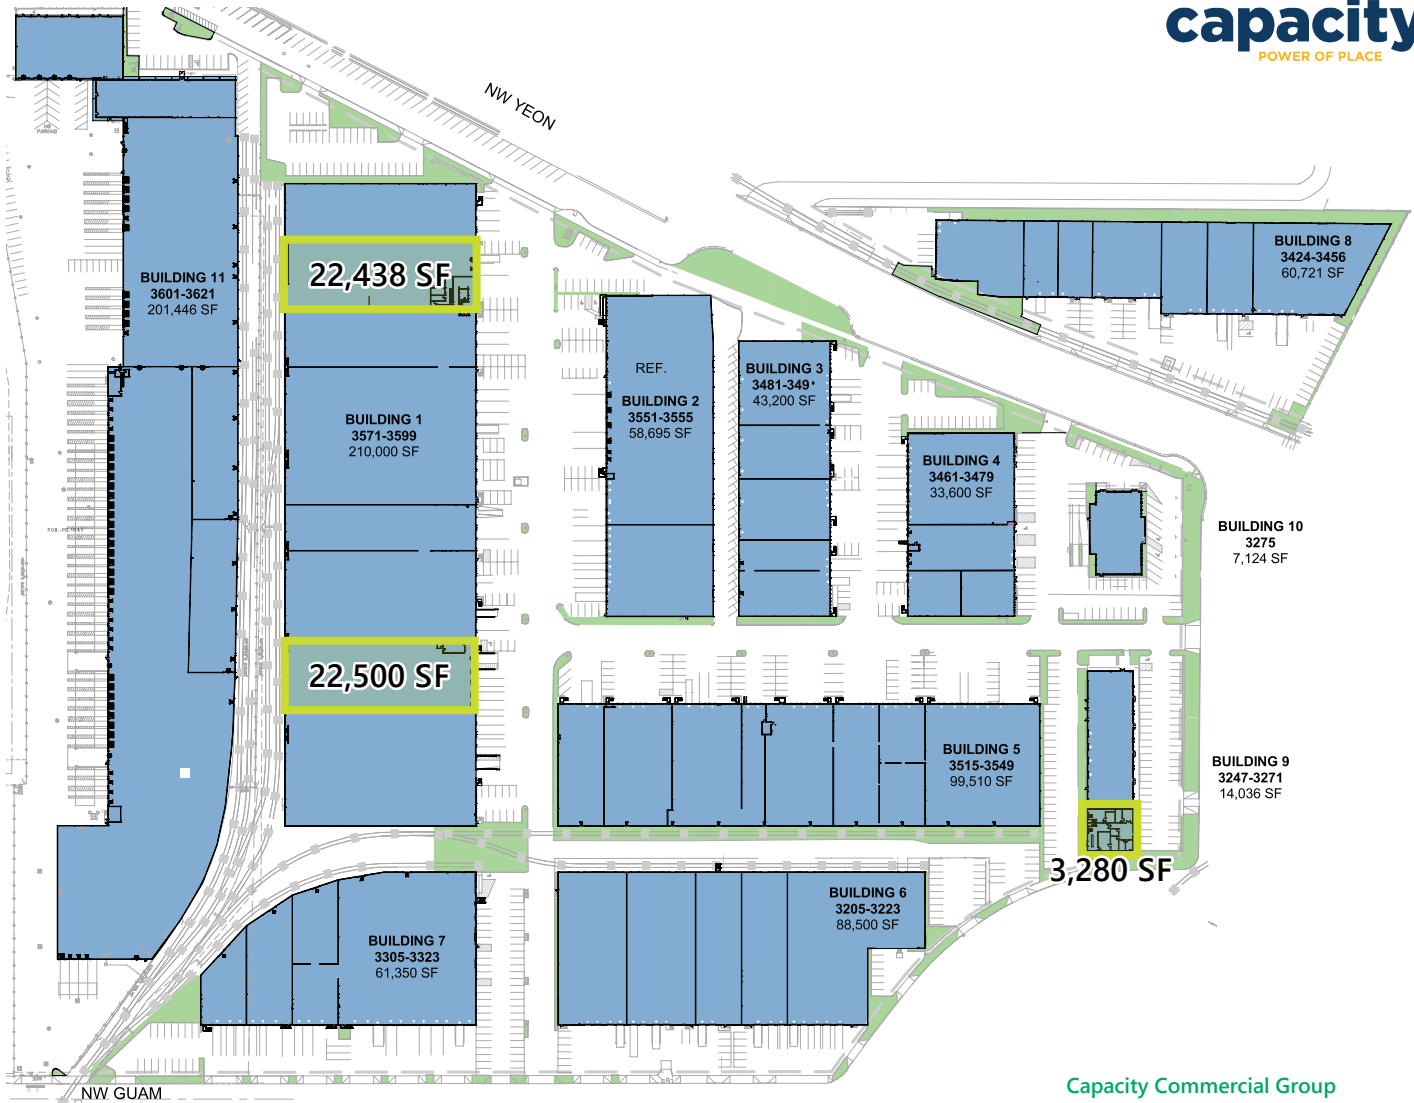 capacity
POWER OF PLACE
NW YEON
NO
PARKING
BUILDING 8
3424-3456
60,721 SF
22,438 SF
BUILDING 11
3601-3621
201,446 SF
REF.
BUILDING 2
3551-3555
58,695 SF
BUILDING 3
3481-349
43,200 SF
BUILDING 1
3571-3599
210,000 SF
BUILDING 4
3461-3479
33,600 SF
BUILDING 10
3275
7,124 SF
22,500 SF
BUILDING 5
3515-3549
99,510 SF
BUILDING 9
3247-3271
14,036 SF
3,280 SF
BUILDING 6
3205-3223
88,500 SF
BUILDING 7
3305-3323
61,350 SF
NW GUAM
Capacity Commercial Group